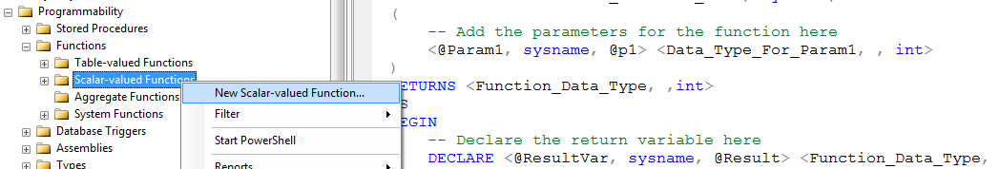 Programmability
Stored Procedures
Functions
Table-valued Functions
Scalar-valued Functions
Aggregate Functions
System Functions
Database Triggers
Assemblies
Types
New Scalar-valued Function...
Filter
Start PowerShell
Reports
(
-- Add the parameters for the function here
<@Param1, sysname, @p1> <Data_Type_For_Param1, , int>
)
ETURNS <Function_Data_Type, ,int>
S
EGIN
-- Declare the return variable here
DECLARE <@ResultVar, sysname, @Result> <Function_Data_Type,